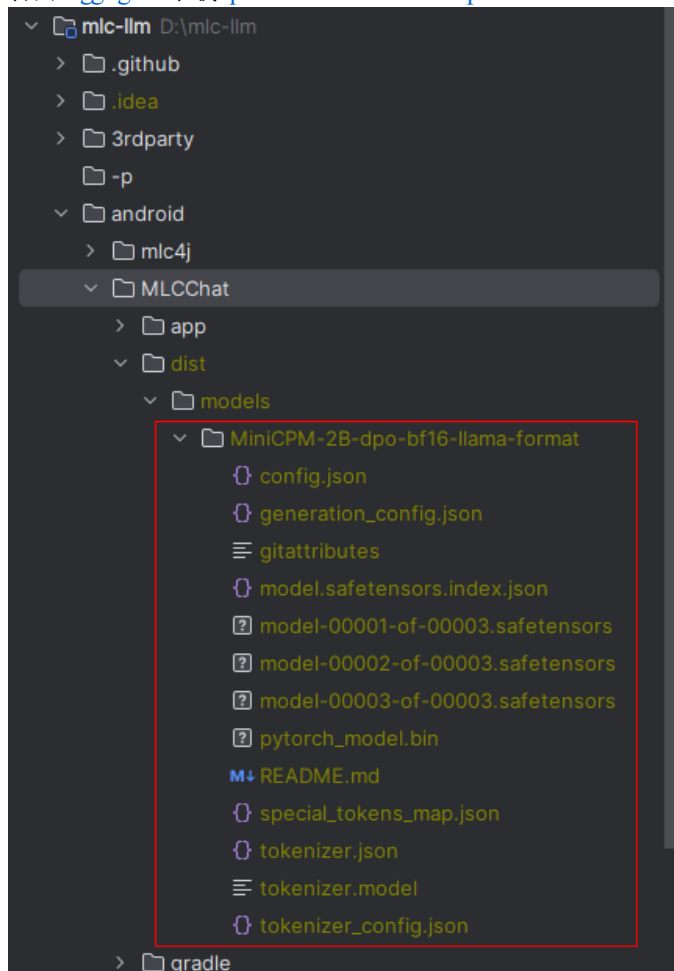 mlc-llm D:\mlc-llm
.github
.idea
3rdparty
-p
android
mlc4j
MLCChat
app
dist
models
MiniCPM-2B-dpo-bf16-llama-format
config.json
generation_config.json
gitattributes
model.safetensors.index.json
model-00001-of-00003.safetensors
model-00002-of-00003.safetensors
model-00003-of-00003.safetensors
pytorch_model.bin
README.md
special_tokens_map.json
tokenizer.json
tokenizer.model
tokenizer_config.json
gradle